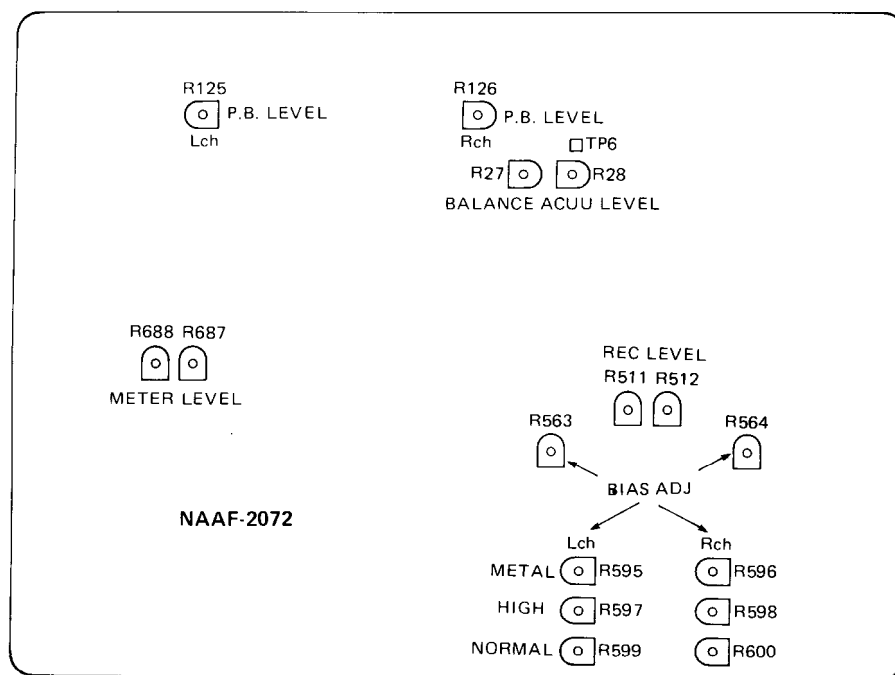 R125
P.B. LEVEL
Lch
R126
P.B. LEVEL
Rch
TP6
R27
R28
BALANCE ACUU LEVEL
R688 R687
METER LEVEL
REC LEVEL
R511 R512
R563
R564
BIAS ADJ
NAAF-2072
Lch
Rch
METAL R595 R596
HIGH R597 R598
NORMAL R599 R600